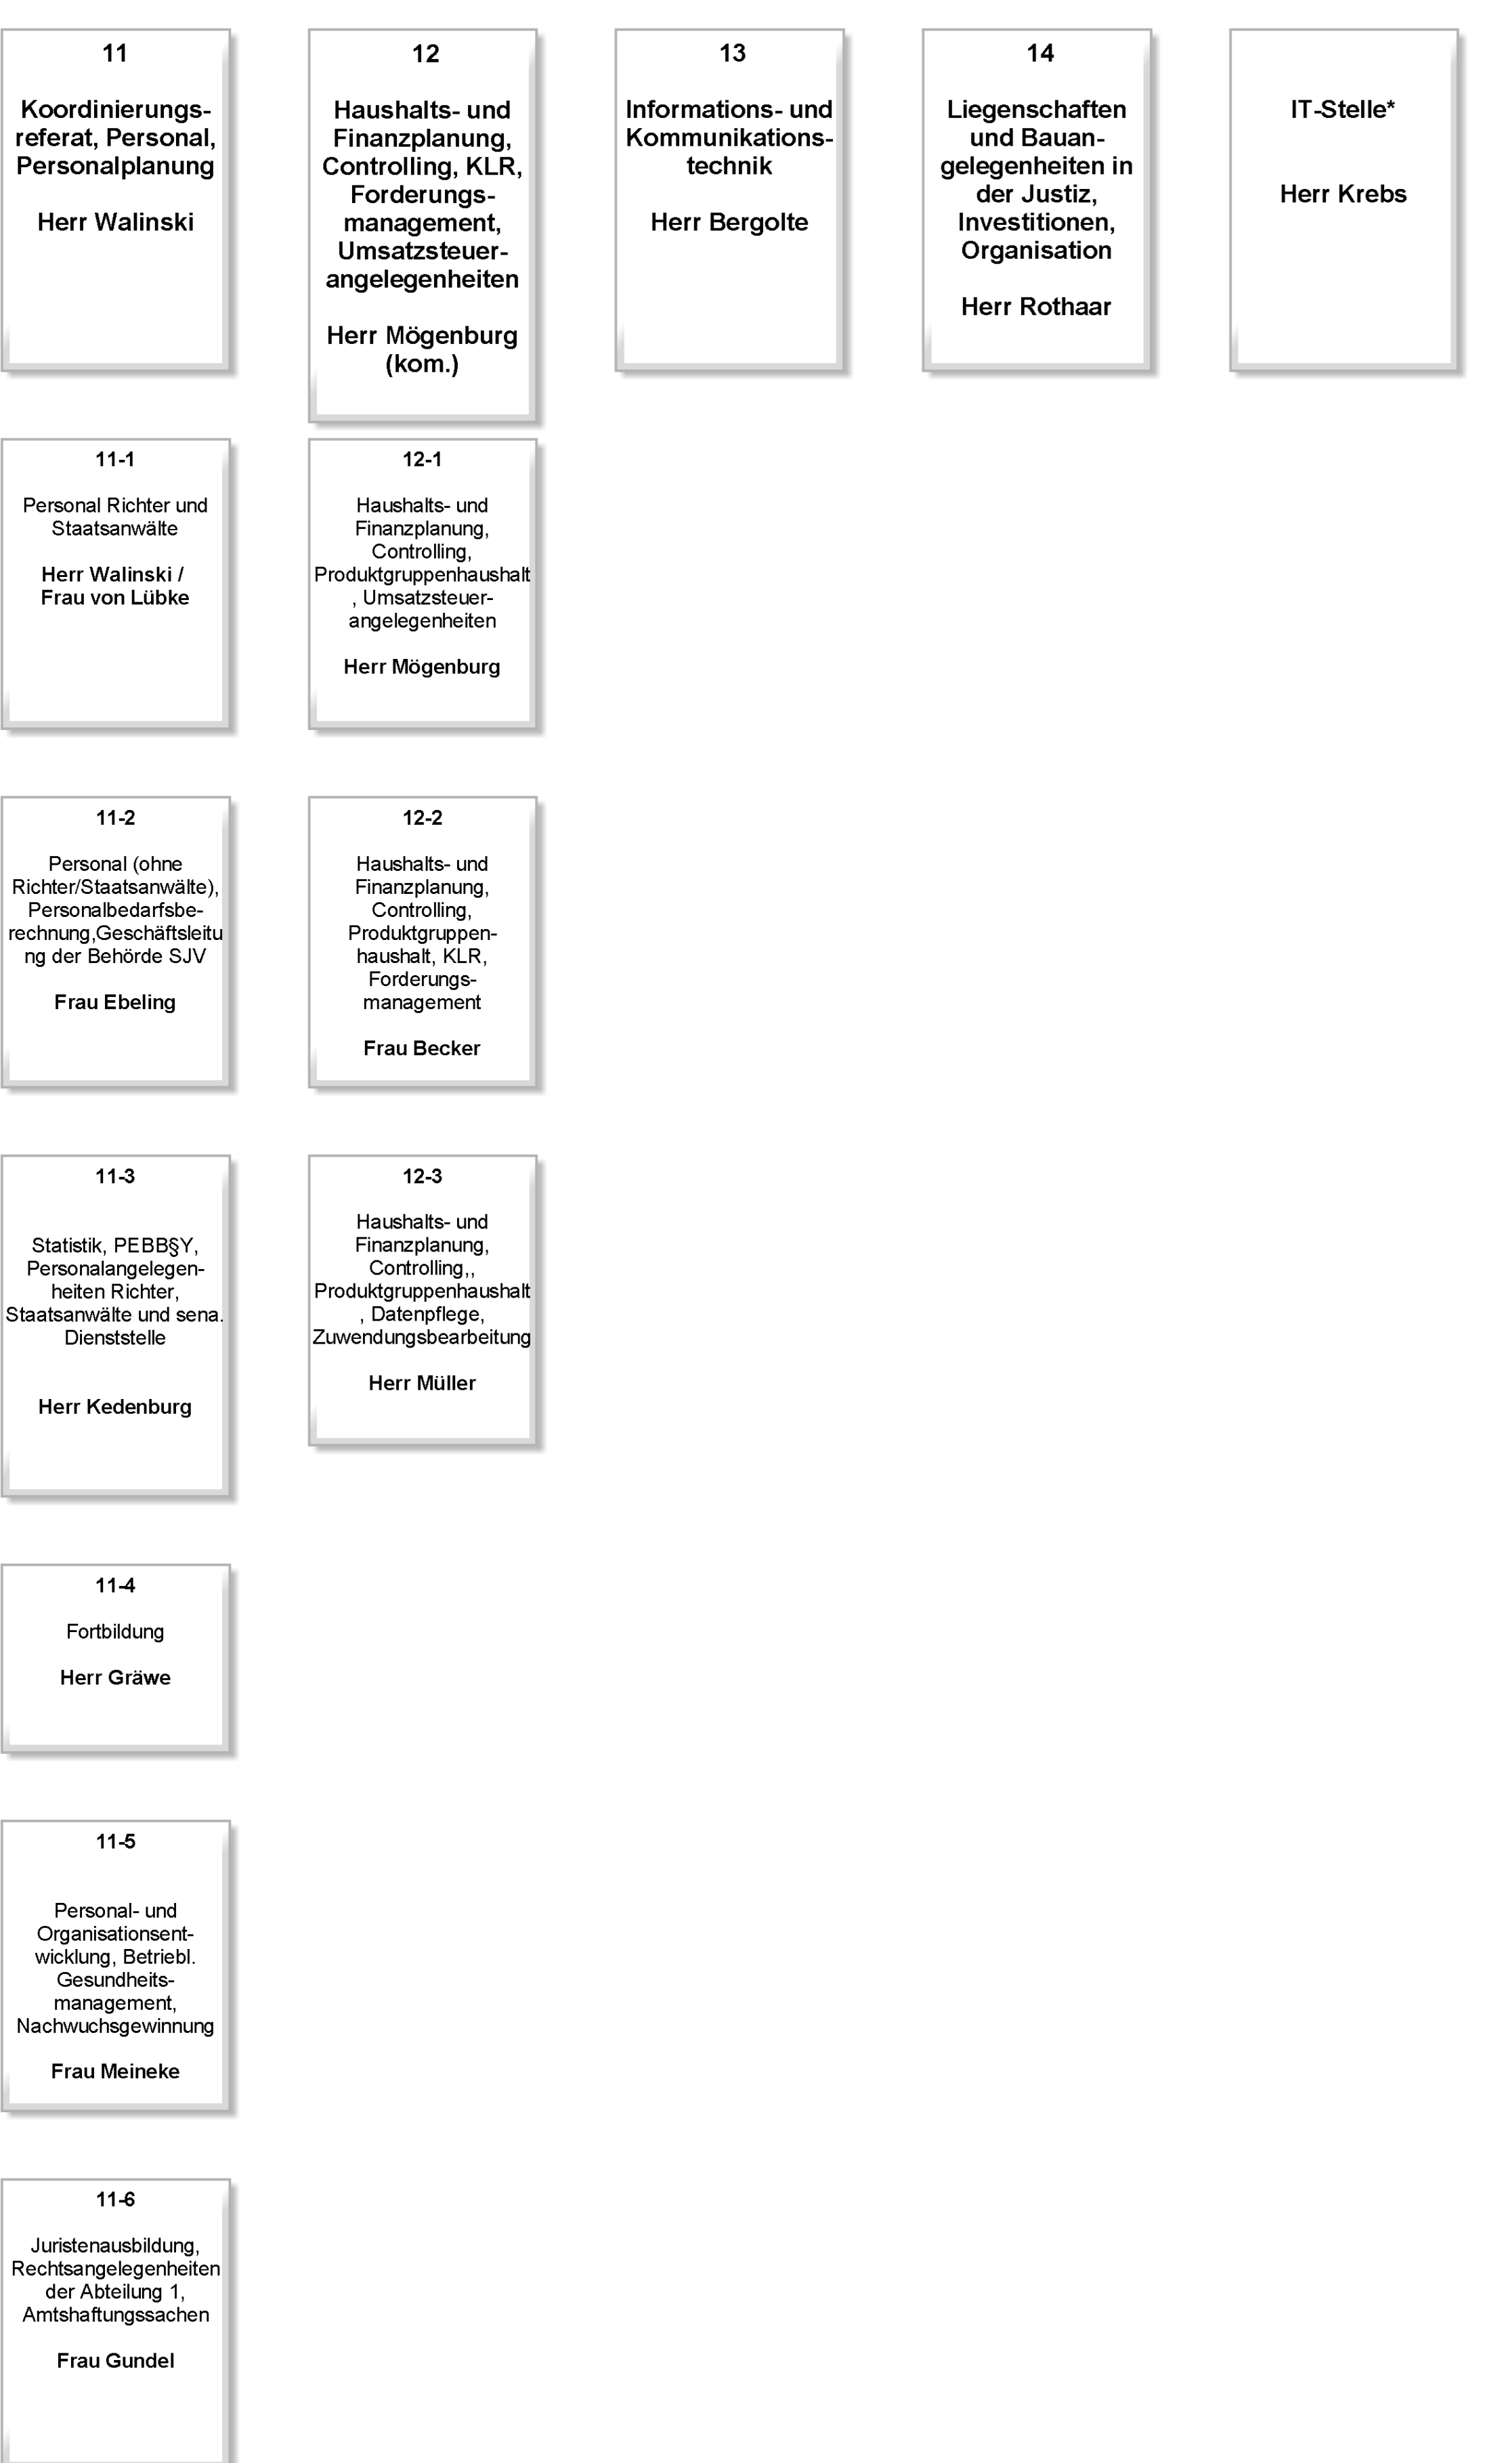 11
Koordinierungs-
referat, Personal,
Personalplanung
Herr Walinski
12
Haushalts- und
Finanzplanung,
Controlling, KLR,
Forderungs-
management,
Umsatzsteuer-
angelegenheiten
Herr Mögenburg
(kom.)
13
Informations- und
Kommunikations-
technik
Herr Bergolte
14
Liegenschaften
und Bauan-
gelegenheiten in
der Justiz,
Investitionen,
Organisation
Herr Rothaar
IT-Stelle*
Herr Krebs
11-1
Personal Richter und
Staatsanwälte
Herr Walinski /
Frau von Lübke
12-1
Haushalts- und
Finanzplanung,
Controlling,
Produktgruppenhaushalt
, Umsatzsteuer-
angelegenheiten
Herr Mögenburg
11-2
Personal (ohne
Richter/Staatsanwälte),
Personalbedarfsbe-
rechnung,Geschäftsleitu
ng der Behörde SJV
Frau Ebeling
12-2
Haushalts- und
Finanzplanung,
Controlling,
Produktgruppen-
haushalt, KLR,
Forderungs-
management
Frau Becker
11-3
Statistik, PEBB§Y,
Personalangelegen-
heiten Richter,
Staatsanwälte und sena.
Dienststelle
Herr Kedenburg
12-3
Haushalts- und
Finanzplanung,
Controlling,,
Produktgruppenhaushalt
, Datenpflege,
Zuwendungsbearbeitung
Herr Müller
11-4
Fortbildung
Herr Gräwe
11-5
Personal- und
Organisationsent-
wicklung, Betriebl.
Gesundheits-
management,
Nachwuchsgewinnung
Frau Meineke
11-6
Juristenausbildung,
Rechtsangelegenheiten
der Abteilung 1,
Amtshaftungssachen
Frau Gundel